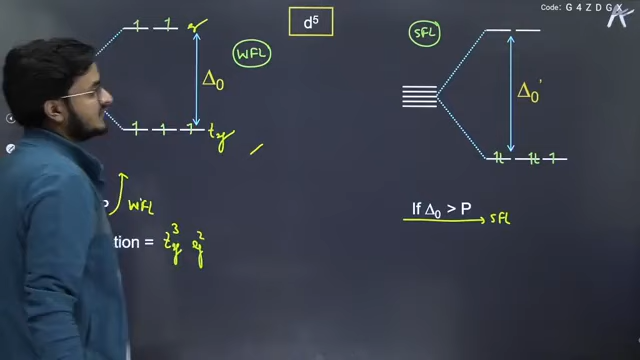 Code: G 4 Z D G X
d⁵
WFL
SFL
Δ₀
Δ₀'
t₂g
P
WFL
If Δ₀ > P
SFL
tion = t₂g³ eg²